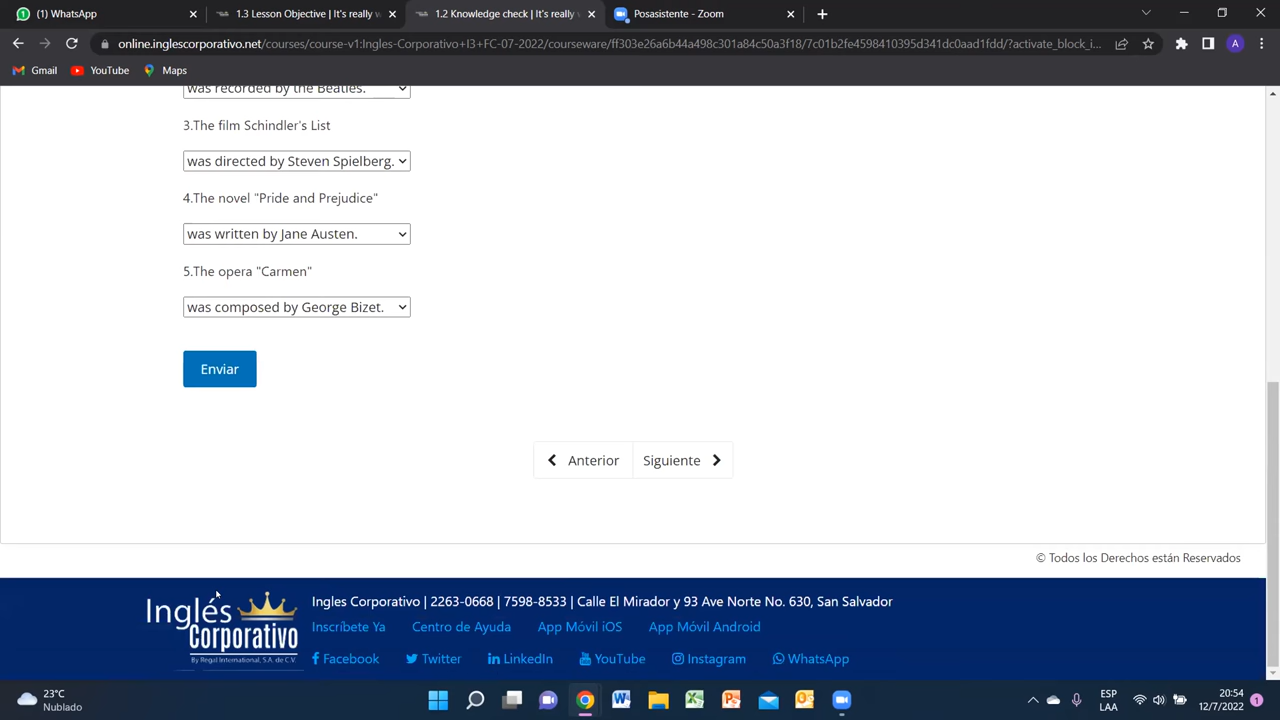 (1) WhatsApp
1.3 Lesson Objective | It's really w
1.2 Knowledge check | It's really w
Posasistente - Zoom
online.inglescorporativo.net/courses/course-v1:Ingles-Corporativo+I3+FC-07-2022/courseware/ff303e26a6b44a498c301a84c50a3f18/7c01b2fe4598410395d341dc0aad1fdd/?activate_block_i...
A
Gmail YouTube Maps
was recorded by the Beatles.
3.The film Schindler's List
was directed by Steven Spielberg.
4.The novel "Pride and Prejudice"
was written by Jane Austen.
5.The opera "Carmen"
was composed by George Bizet.
Enviar
Anterior Siguiente
© Todos los Derechos están Reservados
Inglés Corporativo
By Regal International, S.A. de C.V.
Ingles Corporativo | 2263-0668 | 7598-8533 | Calle El Mirador y 93 Ave Norte No. 630, San Salvador
Inscríbete Ya Centro de Ayuda App Móvil iOS App Móvil Android
Facebook Twitter LinkedIn YouTube Instagram WhatsApp
23°C
Nublado
ESP
LAA
20:54
12/7/2022
1